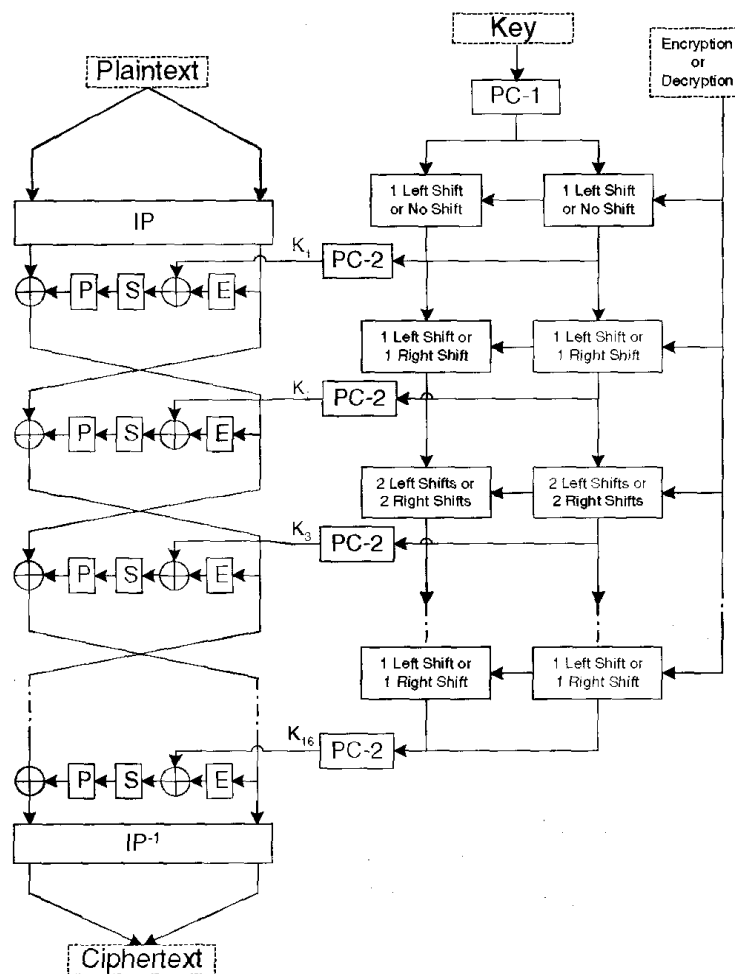 Key
Encryption
or
Decryption
Plaintext
PC-1
1 Left Shift
or No Shift
1 Left Shift
or No Shift
IP
K1
PC-2
P
S
E
1 Left Shift or
1 Right Shift
1 Left Shift or
1 Right Shift
K
PC-2
P
S
E
2 Left Shifts or
2 Right Shifts
2 Left Shifts or
2 Right Shifts
K3
PC-2
P
S
E
1 Left Shift or
1 Right Shift
1 Left Shift or
1 Right Shift
K16
PC-2
P
S
E
IP-1
Ciphertext